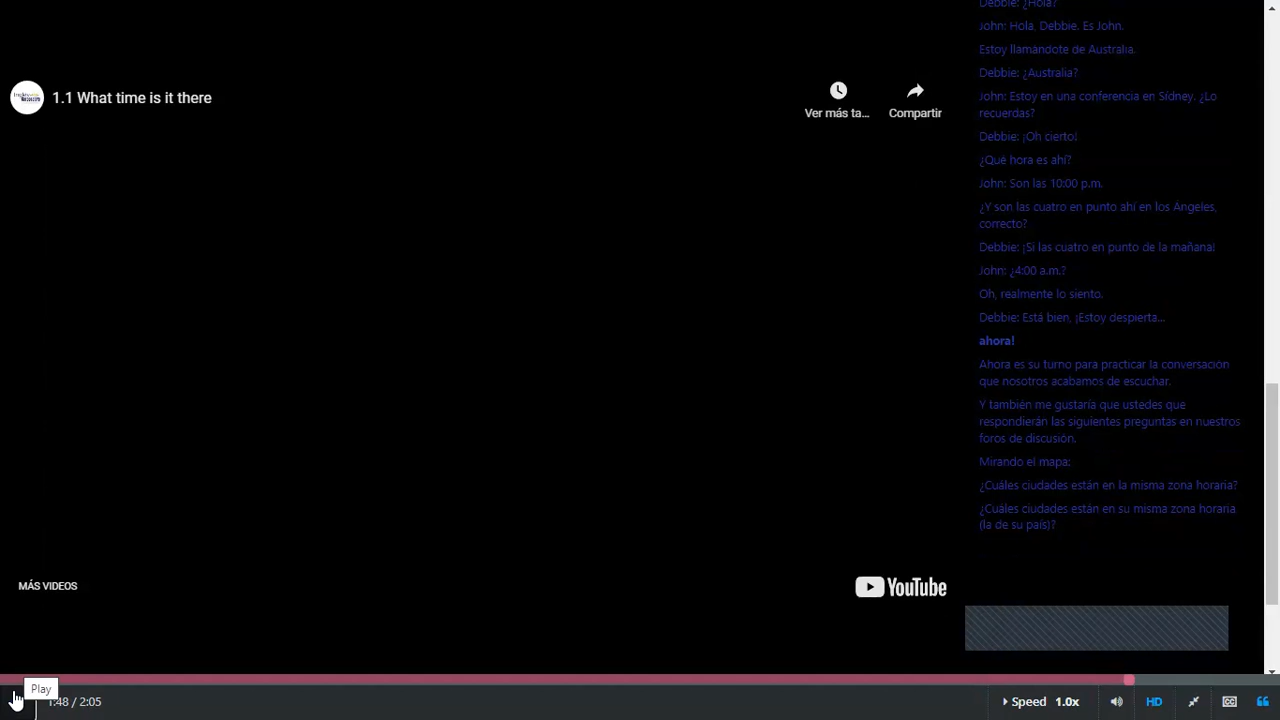 Debbie: ¿Hola?
John: Hola, Debbie. Es John.
Estoy llamándote de Australia.
Debbie: ¿Australia?
1.1 What time is it there
Ver más ta...
Compartir
John: Estoy en una conferencia en Sídney. ¿Lo
recuerdas?
Debbie: ¡Oh cierto!
¿Qué hora es ahí?
John: Son las 10:00 p.m.
¿Y son las cuatro en punto ahí en los Ángeles,
correcto?
Debbie: ¡Si las cuatro en punto de la mañana!
John: ¿4:00 a.m.?
Oh, realmente lo siento.
Debbie: Está bien, ¡Estoy despierta...
ahora!
Ahora es su turno para practicar la conversación
que nosotros acabamos de escuchar.
Y también me gustaría que ustedes que
respondierán las siguientes preguntas en nuestros
foros de discusión.
Mirando el mapa:
¿Cuáles ciudades están en la misma zona horaria?
¿Cuáles ciudades están en su misma zona horaria
(la de su país)?
MÁS VIDEOS
YouTube
Play
1:48 / 2:05
Speed 1.0x
HD